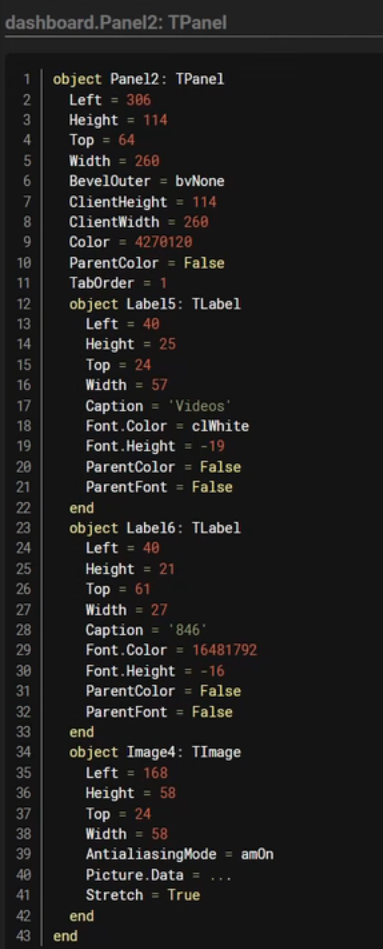 dashboard.Panel2: TPanel
1 object Panel2: TPanel
2 Left = 306
3 Height = 114
4 Top = 64
5 Width = 260
6 BevelOuter = bvNone
7 ClientHeight = 114
8 ClientWidth = 260
9 Color = 4270120
10 ParentColor = False
11 TabOrder = 1
12 object Label5: TLabel
13 Left = 40
14 Height = 25
15 Top = 24
16 Width = 57
17 Caption = 'Videos'
18 Font.Color = clWhite
19 Font.Height = -19
20 ParentColor = False
21 ParentFont = False
22 end
23 object Label6: TLabel
24 Left = 40
25 Height = 21
26 Top = 61
27 Width = 27
28 Caption = '846'
29 Font.Color = 16481792
30 Font.Height = -16
31 ParentColor = False
32 ParentFont = False
33 end
34 object Image4: TImage
35 Left = 168
36 Height = 58
37 Top = 24
38 Width = 58
39 AntialiasingMode = amOn
40 Picture.Data = ...
41 Stretch = True
42 end
43 end